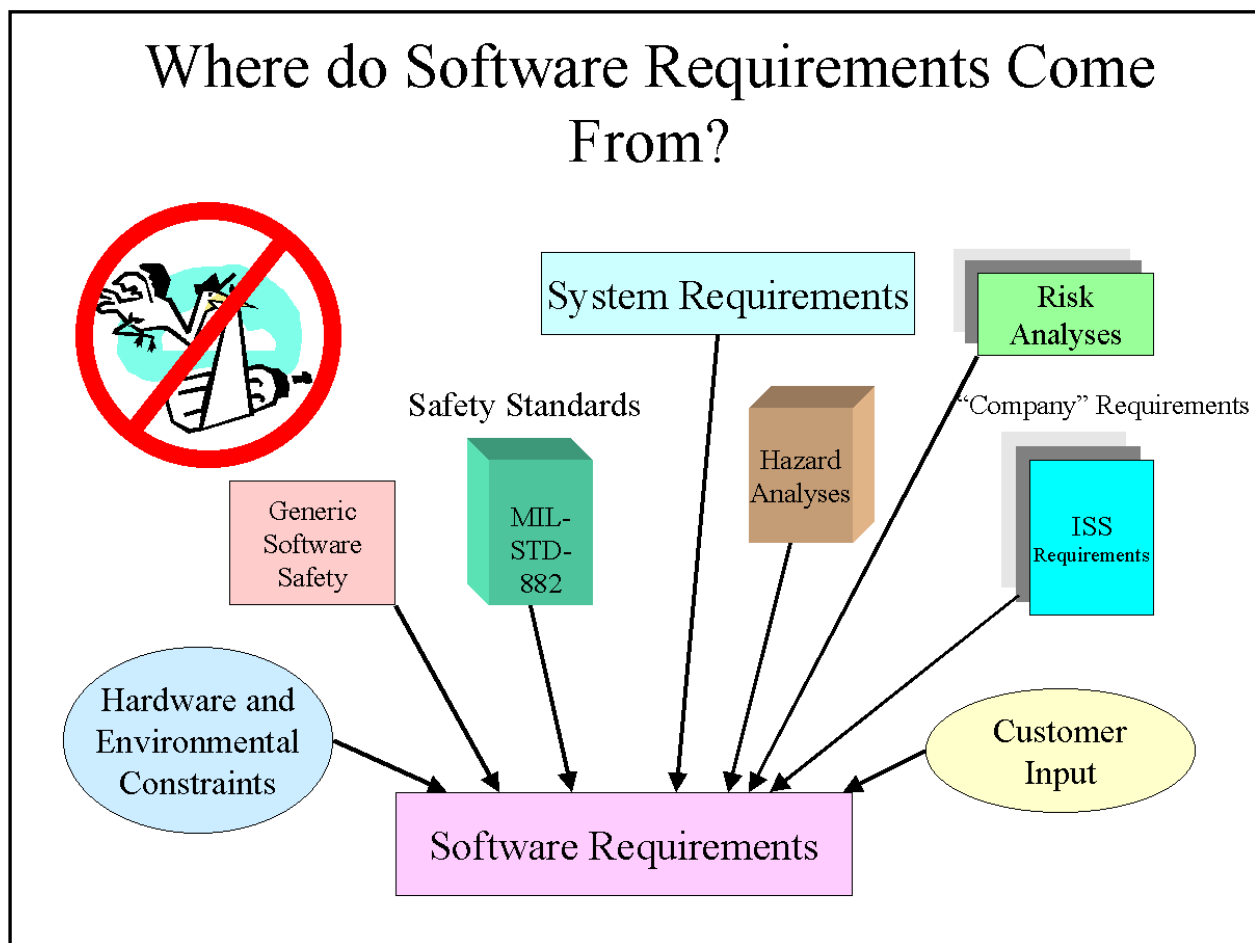 Where do Software Requirements Come
From?
System Requirements
Risk
Analyses
Safety Standards
“Company” Requirements
Generic
Software
Safety
MIL-
STD-
882
Hazard
Analyses
ISS
Requirements
Hardware and
Environmental
Constraints
Customer
Input
Software Requirements